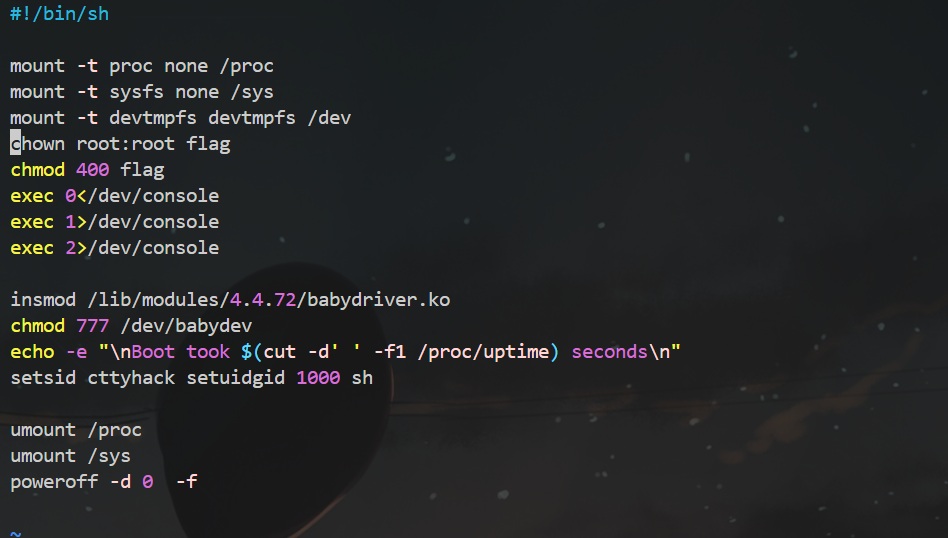 #!/bin/sh
mount -t proc none /proc
mount -t sysfs none /sys
mount -t devtmpfs devtmpfs /dev
chown root:root flag
chmod 400 flag
exec 0</dev/console
exec 1>/dev/console
exec 2>/dev/console
insmod /lib/modules/4.4.72/babydriver.ko
chmod 777 /dev/babydev
echo -e "\nBoot took $(cut -d' ' -f1 /proc/uptime) seconds\n"
setsid cttyhack setuidgid 1000 sh
umount /proc
umount /sys
poweroff -d 0  -f
~